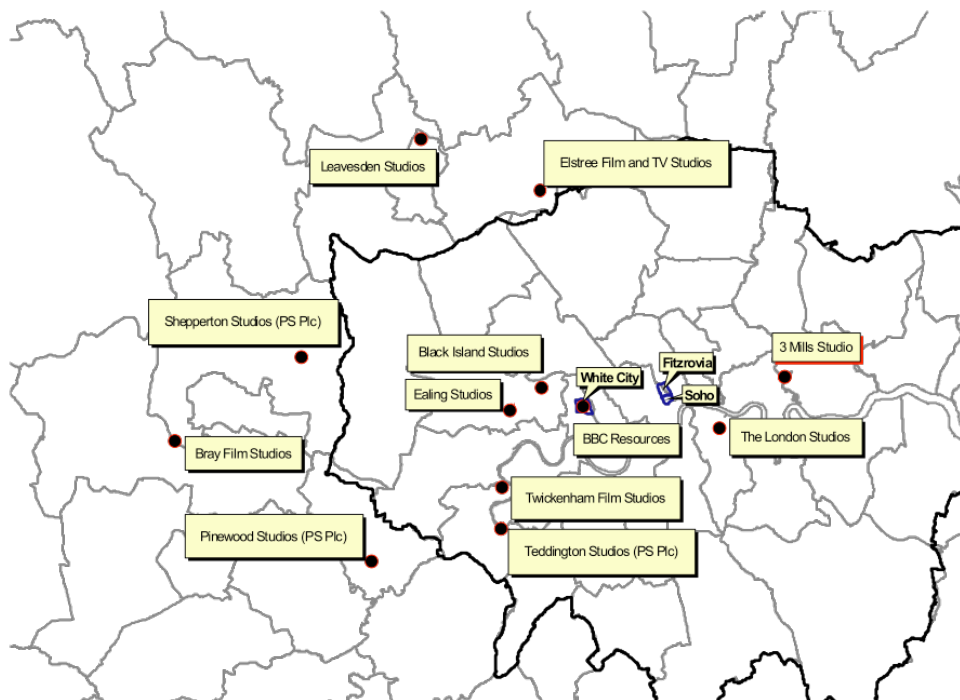 Leavesden Studios
Elstree Film and TV Studios
Shepperton Studios (PS Plc)
Black Island Studios
3 Mills Studio
Fitzrovia
White City
Ealing Studios
Soho
BBC Resources
The London Studios
Bray Film Studios
Twickenham Film Studios
Pinewood Studios (PS Plc)
Teddington Studios (PS Plc)